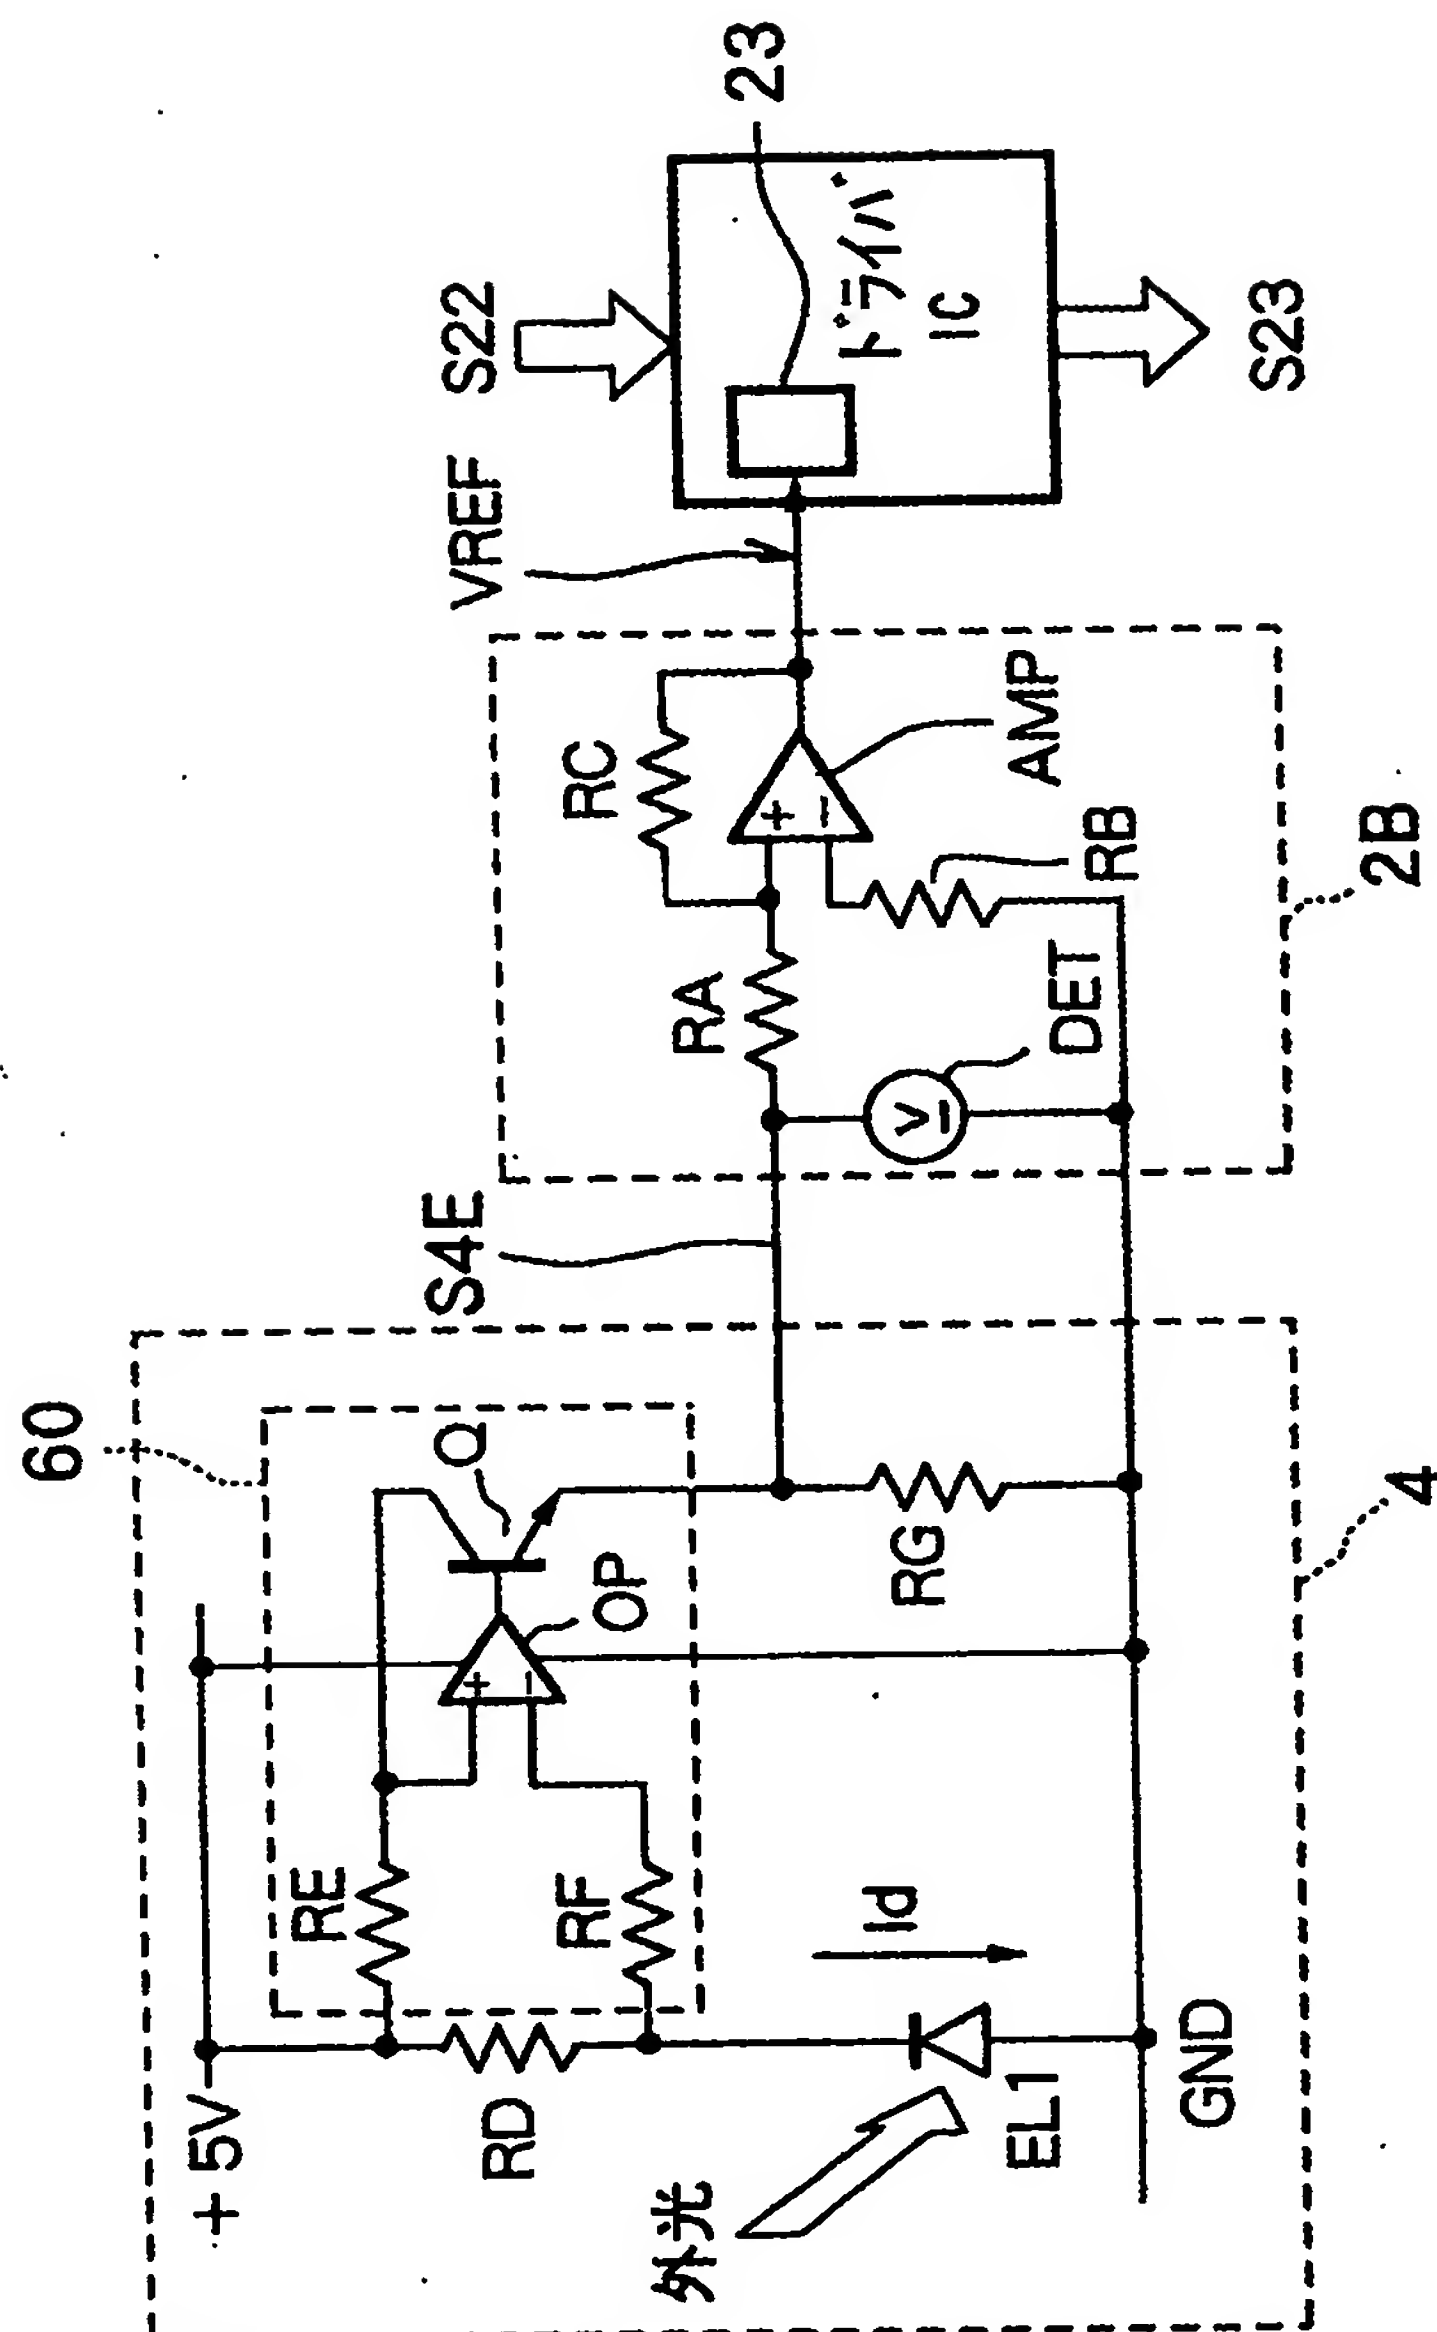 60
+5V
RE
RF
RD
+
−
OP
Q
Id
外光
EL1
RG
GND
4
S4E
RA
RC
+
−
AMP
RB
V
DET
2B
VREF
S22
ドライバ
IC
23
S23